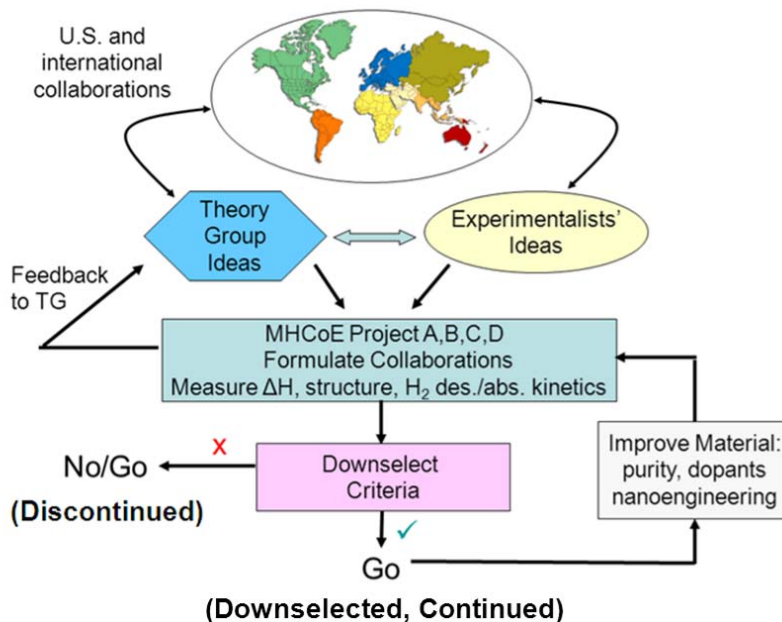 U.S. and
international
collaborations
Theory
Group
Ideas
Experimentalists'
Ideas
Feedback
to TG
MHCoE Project A,B,C,D
Formulate Collaborations
Measure ΔH, structure, H₂ des./abs. kinetics
Improve Material:
purity, dopants
nanoengineering
X
No/Go
(Discontinued)
Downselect
Criteria
✓
Go
(Downselected, Continued)